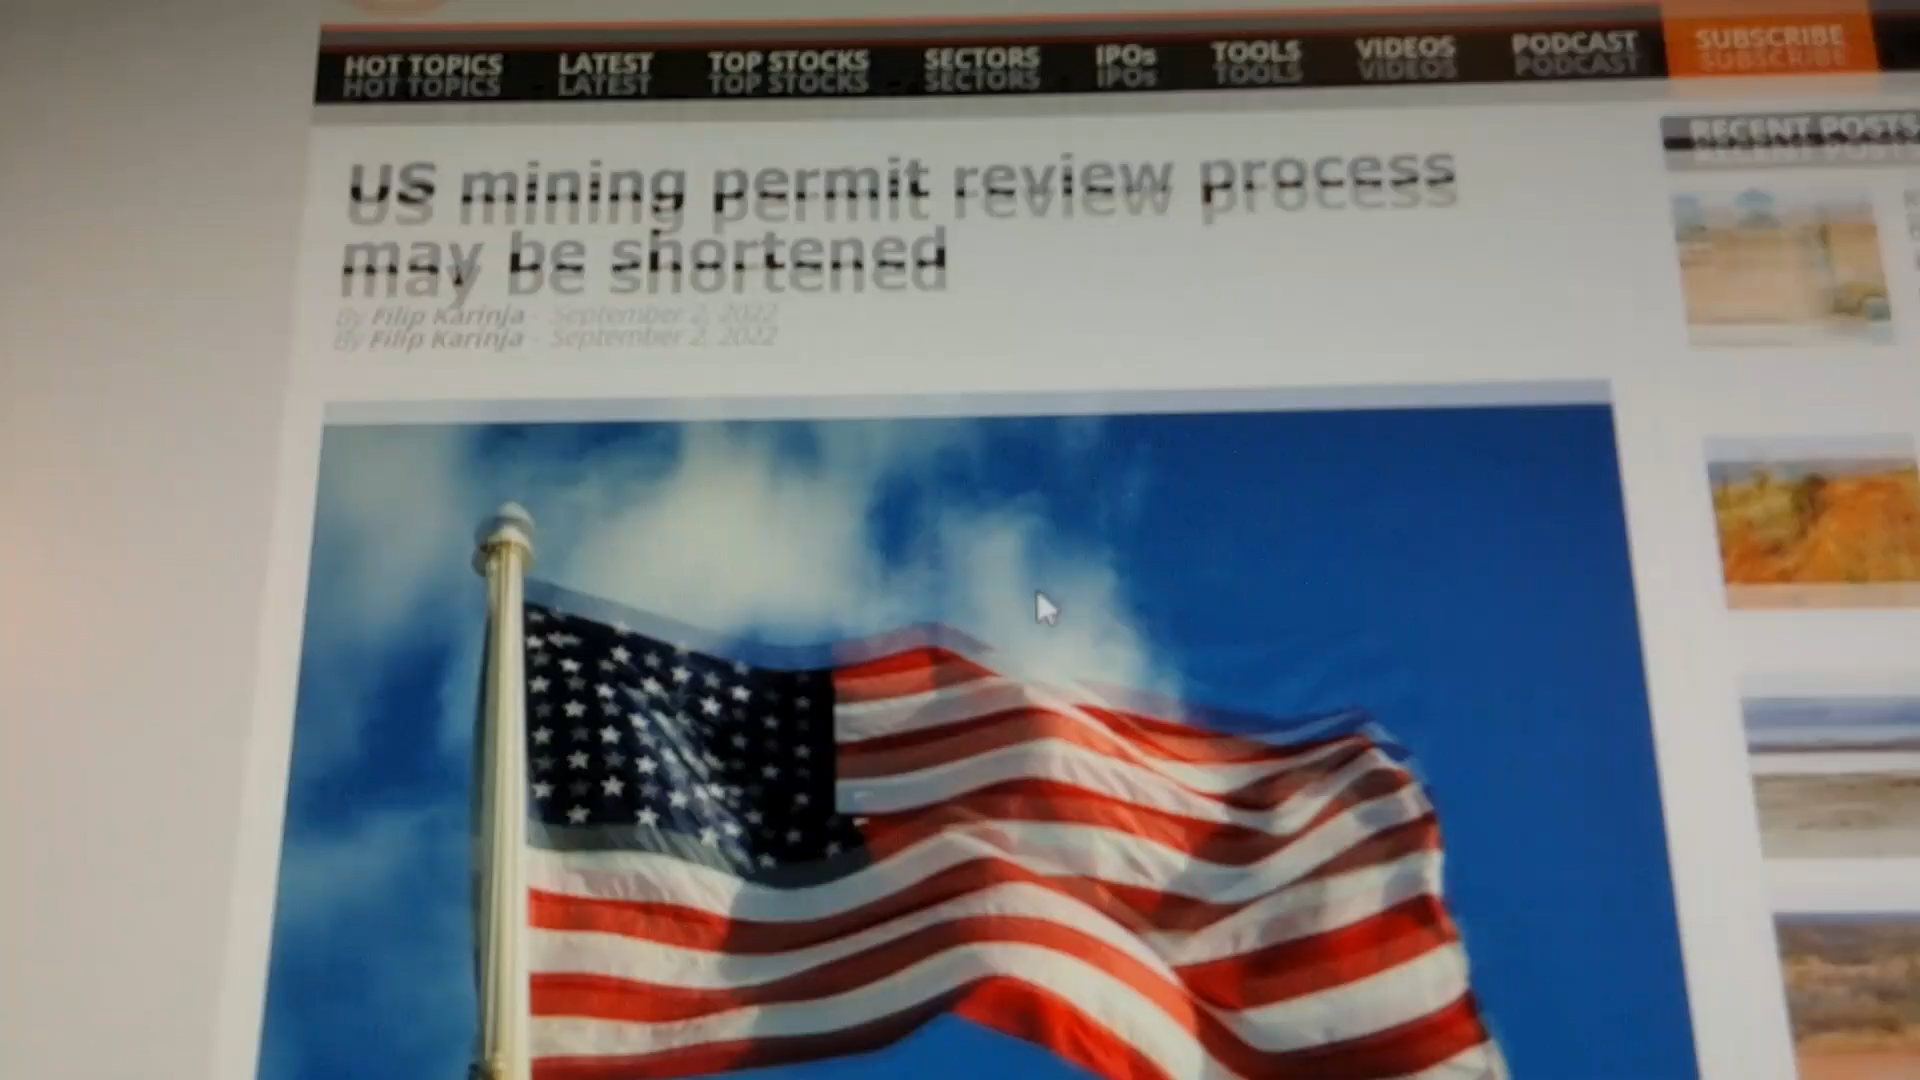 HOT TOPICS LATEST TOP STOCKS SECTORS IPOs TOOLS VIDEOS PODCAST SUBSCRIBE
RECENT POSTS
US mining permit review process
may be shortened
By Filip Karinja - September 2, 2022